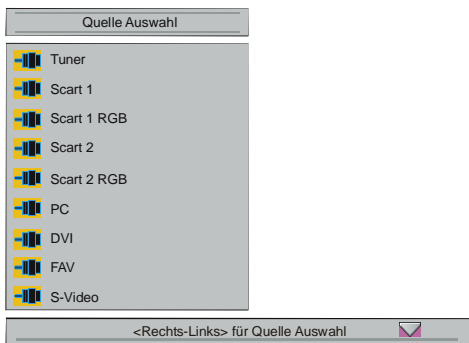 Quelle Auswahl
Tuner
Scart 1
Scart 1 RGB
Scart 2
Scart 2 RGB
PC
DVI
FAV
S-Video
<Rechts-Links> für Quelle Auswahl